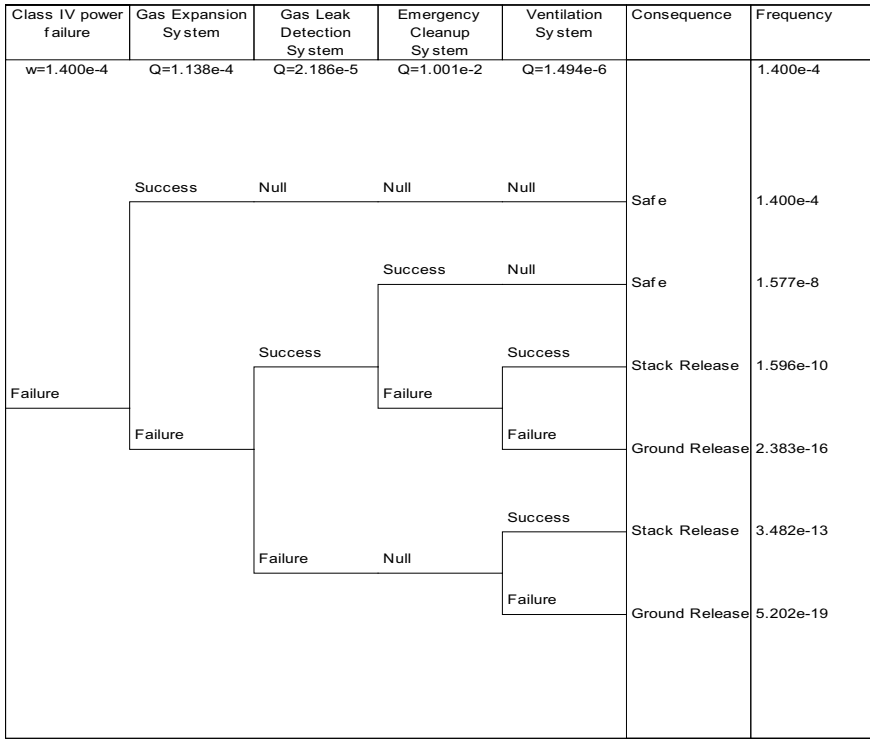 Class IV power failure
Gas Expansion System
Gas Leak Detection System
Emergency Cleanup System
Ventilation System
Consequence
Frequency
w=1.400e-4
Q=1.138e-4
Q=2.186e-5
Q=1.001e-2
Q=1.494e-6
1.400e-4
Success
Null
Null
Null
Safe
1.400e-4
Success
Null
Safe
1.577e-8
Success
Success
Stack Release
1.596e-10
Failure
Failure
Failure
Failure
Ground Release
2.383e-16
Success
Stack Release
3.482e-13
Failure
Null
Failure
Ground Release
5.202e-19